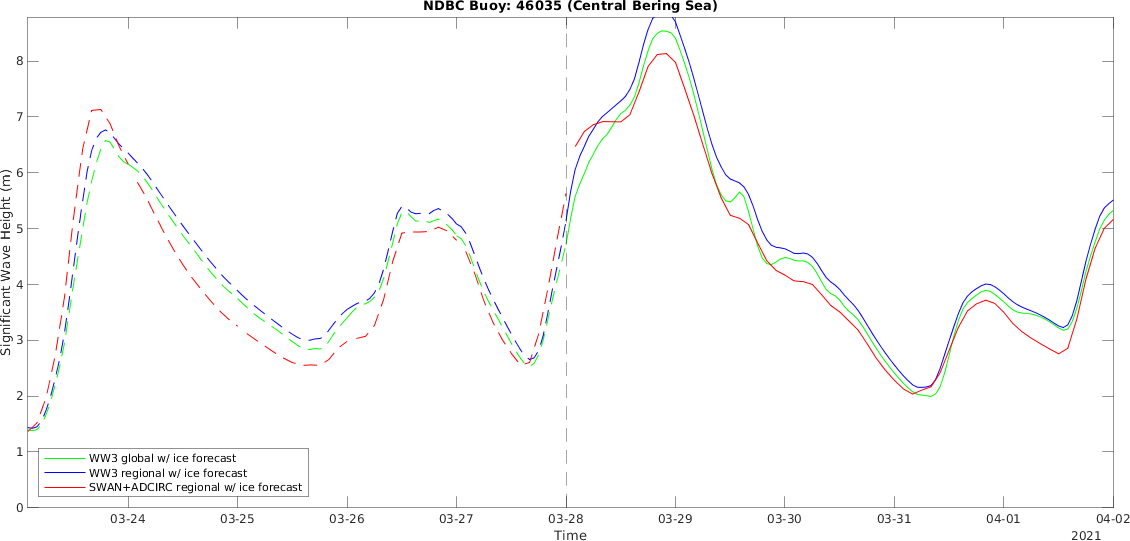 NDBC Buoy: 46035 (Central Bering Sea)
Significant Wave Height (m)
8
7
6
5
4
3
2
1
0
WW3 global w/ ice forecast
WW3 regional w/ ice forecast
SWAN+ADCIRC regional w/ ice forecast
03-24 03-25 03-26 03-27 03-28 03-29 03-30 03-31 04-01 04-02
Time
2021